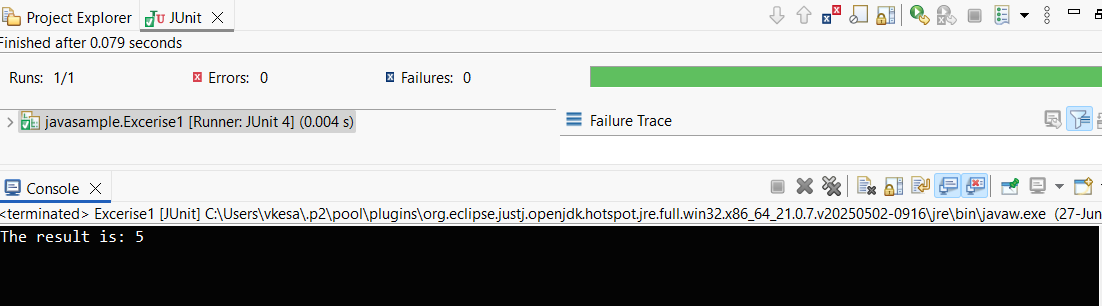 Project Explorer JUnit
Finished after 0.079 seconds
Runs: 1/1 Errors: 0 Failures: 0
javasample.Excerise1 [Runner: JUnit 4] (0.004 s)
Failure Trace
Console
<terminated> Excerise1 [JUnit] C:\Users\vkesa\.p2\pool\plugins\org.eclipse.justj.openjdk.hotspot.jre.full.win32.x86_64_21.0.7.v20250502-0916\jre\bin\javaw.exe (27-Jun
The result is: 5